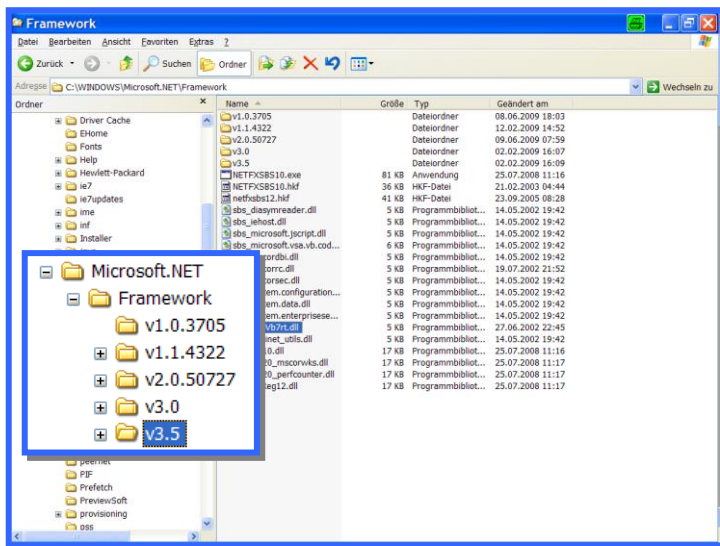 Framework
Datei Bearbeiten Ansicht Favoriten Extras ?
Zurück Suchen Ordner
Adresse C:\WINDOWS\Microsoft.NET\Framework Wechseln zu
Ordner × Name Größe Typ Geändert am
Driver Cache
EHome
Fonts
Help
Hewlett-Packard
ie7
ie7updates
ime
inf
Installer
v1.0.3705 Dateiordner 08.06.2009 18:03
v1.1.4322 Dateiordner 12.02.2009 14:52
v2.0.50727 Dateiordner 09.06.2009 07:59
v3.0 Dateiordner 02.02.2009 16:07
v3.5 Dateiordner 02.02.2009 16:09
NETFXSBS10.exe 81 KB Anwendung 25.07.2008 11:16
NETFXSBS10.hkf 36 KB HKF-Datei 21.02.2003 04:44
netfxsbs12.hkf 41 KB HKF-Datei 23.09.2005 08:28
sbs_diasymreader.dll 5 KB Programmbibliot... 14.05.2002 19:42
sbs_iehost.dll 5 KB Programmbibliot... 14.05.2002 19:42
sbs_microsoft.jscript.dll 5 KB Programmbibliot... 14.05.2002 19:42
sbs_microsoft.vsa.vb.cod... 6 KB Programmbibliot... 14.05.2002 19:42
cordbi.dll 5 KB Programmbibliot... 14.05.2002 19:42
orrc.dll 5 KB Programmbibliot... 19.07.2002 21:52
orsec.dll 5 KB Programmbibliot... 14.05.2002 19:42
em.configuration... 5 KB Programmbibliot... 14.05.2002 19:42
em.data.dll 5 KB Programmbibliot... 14.05.2002 19:42
em.enterprisese... 5 KB Programmbibliot... 14.05.2002 19:42
Vb7rt.dll 5 KB Programmbibliot... 27.06.2002 22:45
inet_utils.dll 5 KB Programmbibliot... 14.05.2002 19:42
10.dll 17 KB Programmbibliot... 25.07.2008 11:16
20_mscorwks.dll 17 KB Programmbibliot... 25.07.2008 11:17
20_perfcounter.dll 17 KB Programmbibliot... 25.07.2008 11:17
eg12.dll 17 KB Programmbibliot... 25.07.2008 11:17
Microsoft.NET
Framework
v1.0.3705
v1.1.4322
v2.0.50727
v3.0
v3.5
peernet
PIF
Prefetch
PreviewSoft
provisioning